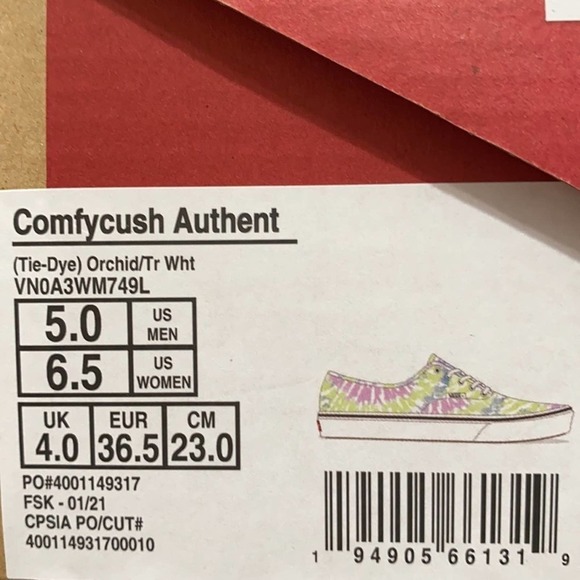 Comfycush Authent
(Tie-Dye) Orchid/Tr Wht
VN0A3WM749L
5.0 US MEN
6.5 US WOMEN
UK EUR CM
4.0 36.5 23.0
PO#4001149317
FSK - 01/21
CPSIA PO/CUT#
400114931700010
1 94905 66131 9